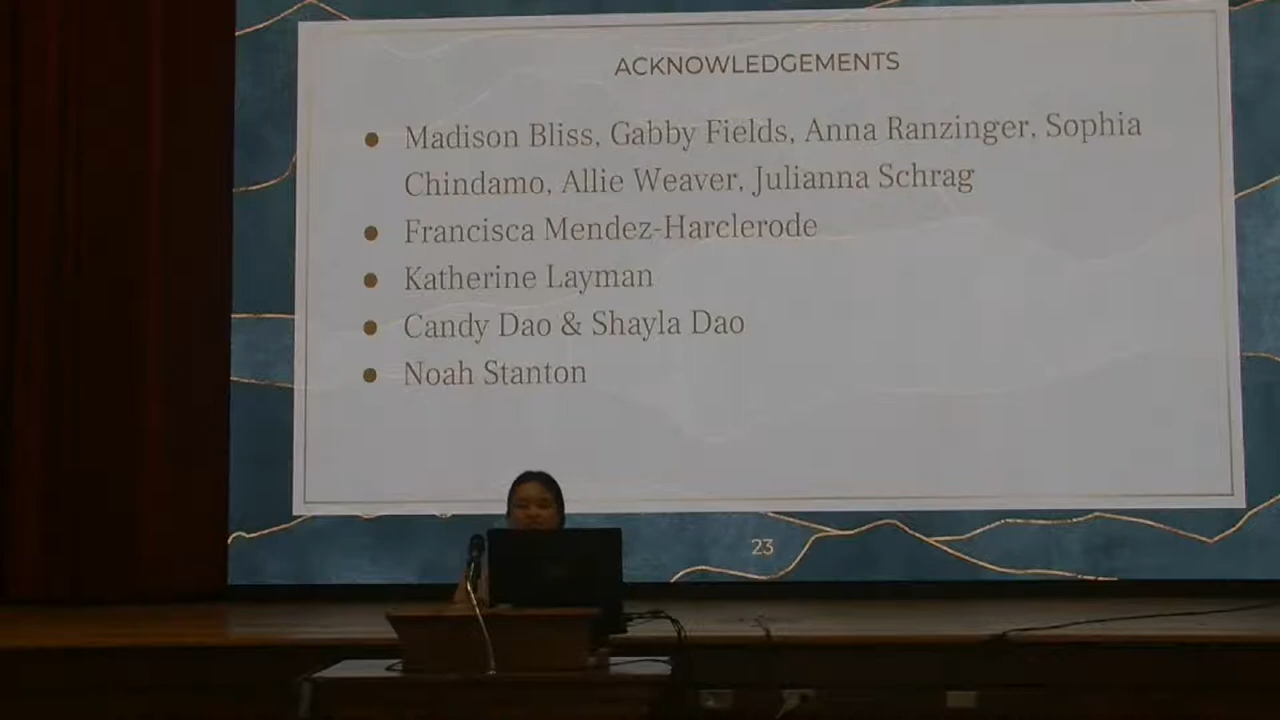 ACKNOWLEDGEMENTS
● Madison Bliss, Gabby Fields, Anna Ranzinger, Sophia
Chindamo, Allie Weaver, Julianna Schrag
● Francisca Mendez-Harclerode
● Katherine Layman
● Candy Dao & Shayla Dao
● Noah Stanton
23